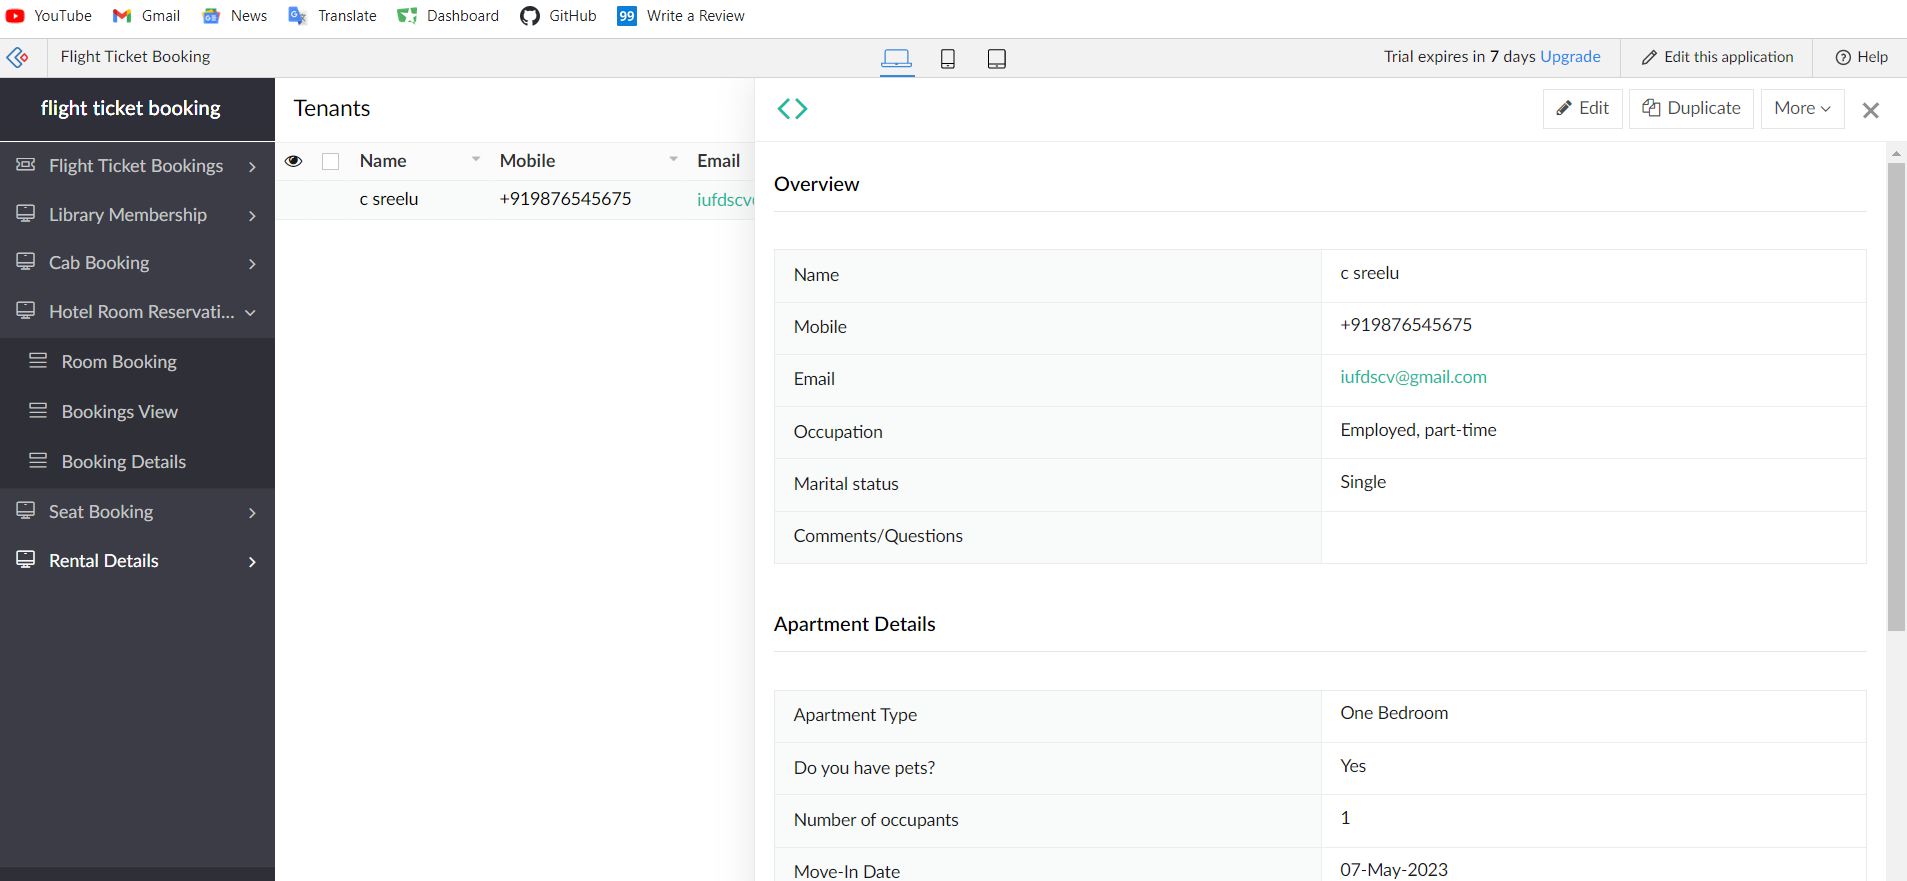 YouTube Gmail News Translate Dashboard GitHub 99 Write a Review
Flight Ticket Booking Trial expires in 7 days Upgrade Edit this application Help
flight ticket booking
Flight Ticket Bookings
Library Membership
Cab Booking
Hotel Room Reservati...
Room Booking
Bookings View
Booking Details
Seat Booking
Rental Details
Tenants
Name Mobile Email
c sreelu +919876545675 iufdscv
Edit Duplicate More
Overview
Name c sreelu
Mobile +919876545675
Email iufdscv@gmail.com
Occupation Employed, part-time
Marital status Single
Comments/Questions
Apartment Details
Apartment Type One Bedroom
Do you have pets? Yes
Number of occupants 1
Move-In Date 07-May-2023